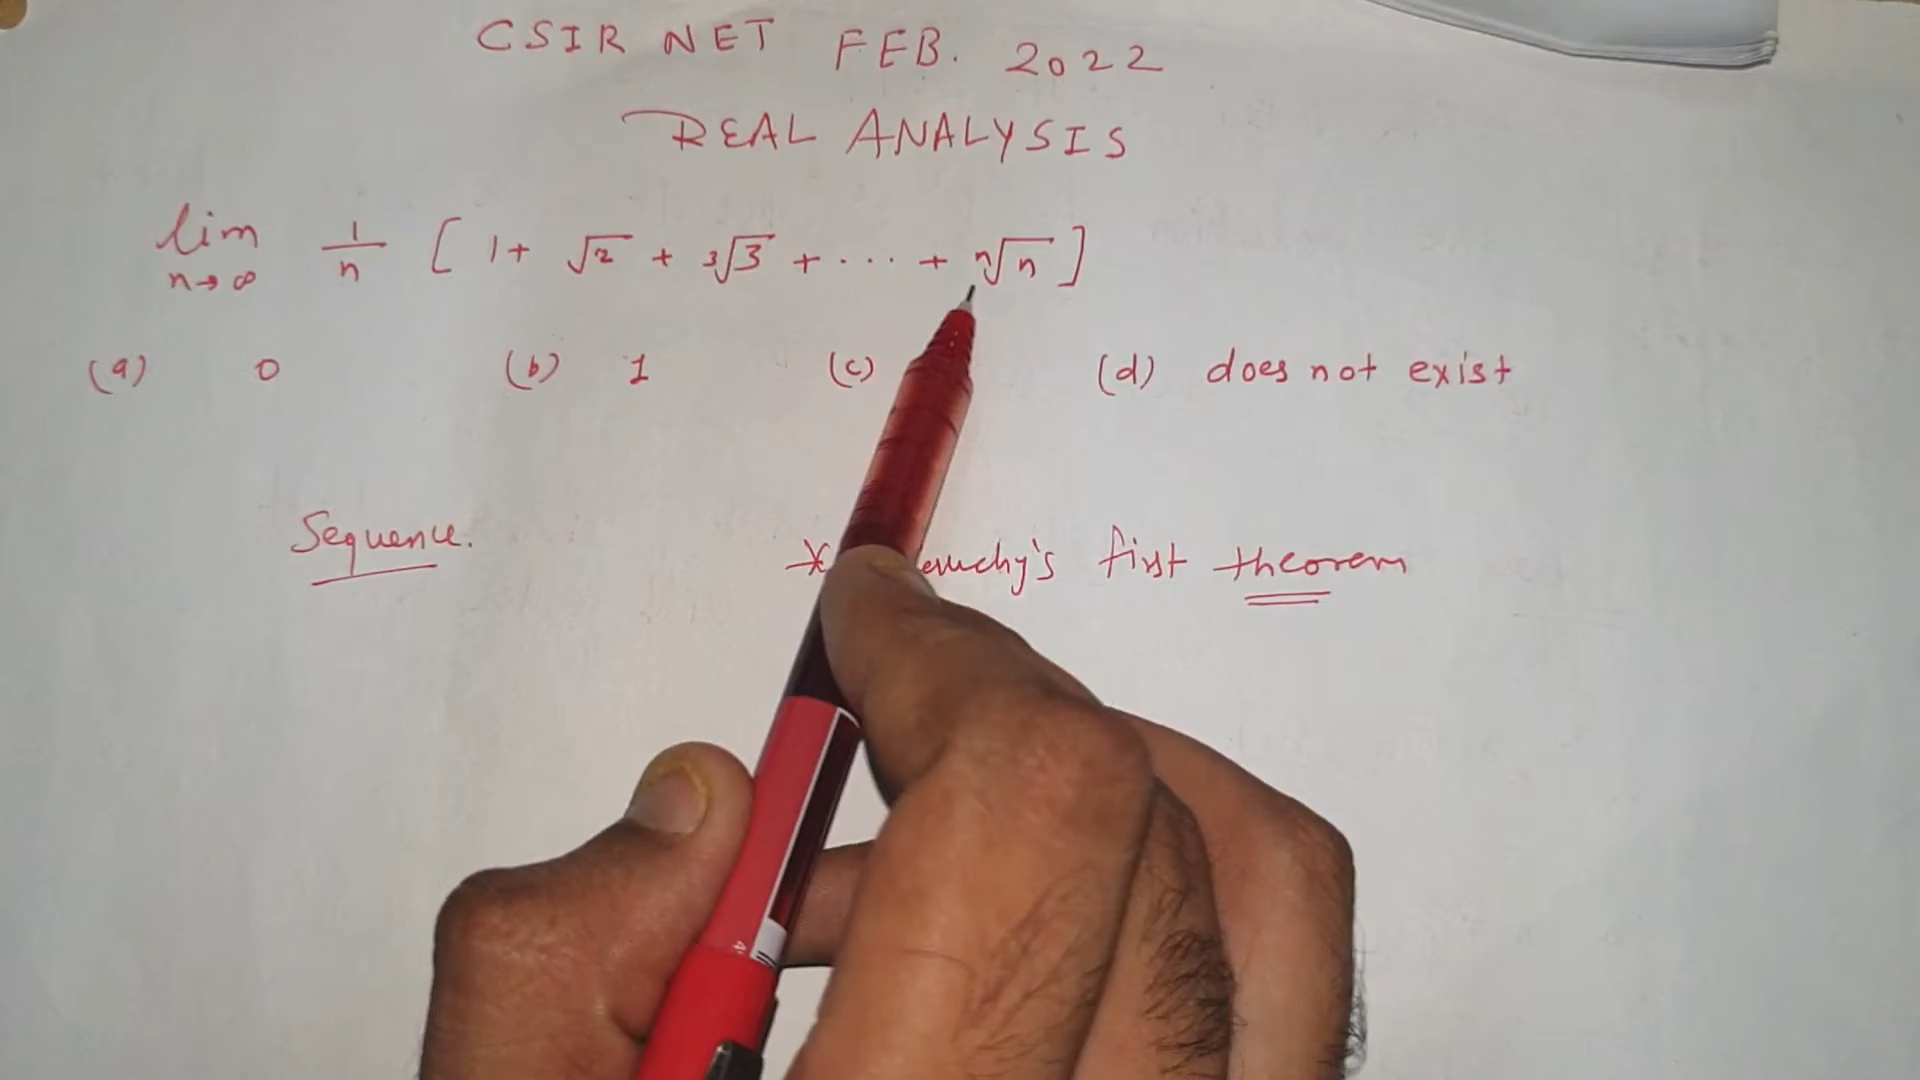 CSIR NET FEB. 2022
REAL ANALYSIS
lim n→∞ 1/n [ 1 + √2 + ³√3 + ··· + ⁿ√n ]
(a) 0 (b) 1 (c) (d) does not exist
Sequence. * first theorem